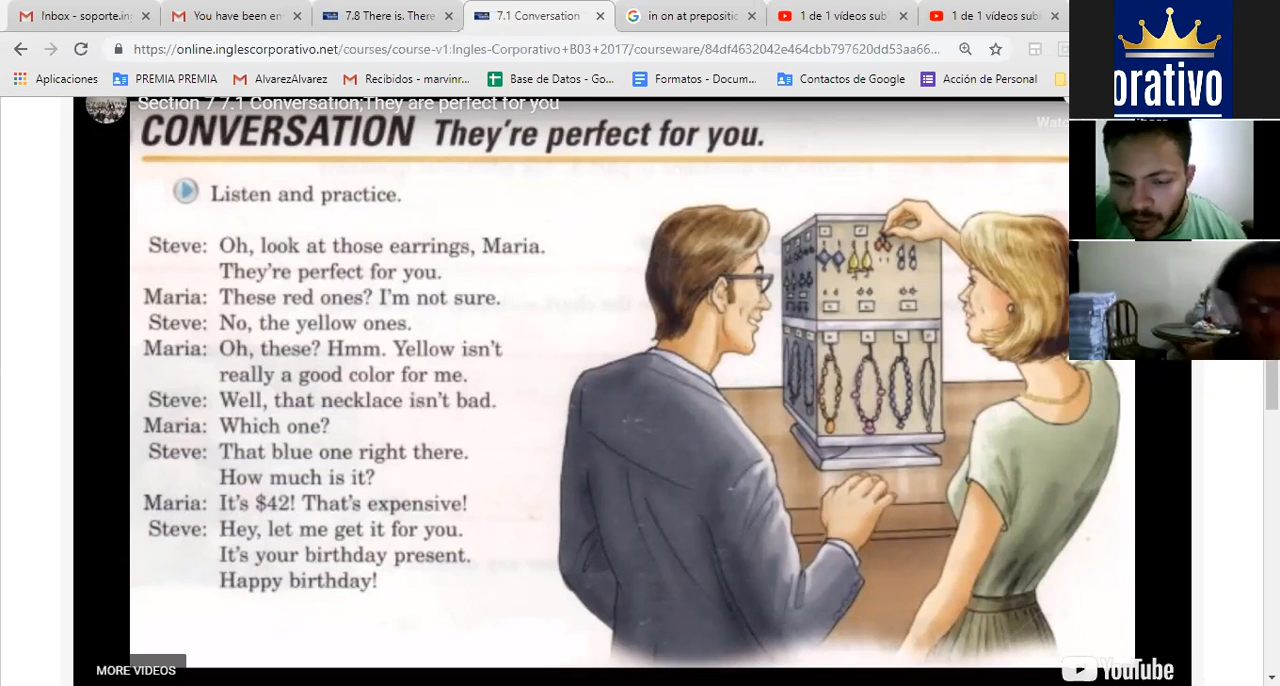 Inbox - soporte.in
You have been en
7.8 There is. There
7.1 Conversation
in on at prepositic
1 de 1 vídeos sub
1 de 1 vídeos sub
https://online.inglescorporativo.net/courses/course-v1:Ingles-Coporativo+B03+2017/courseware/84df4632042e464cbb797620dd53aa66...
Aplicaciones
PREMIA PREMIA
AlvarezAlvarez
Recibidos - marvinr...
Base de Datos - Go...
Formatos - Docum...
Contactos de Google
Acción de Personal
orativo
Section 7 7.1 Conversation;They are perfect for you
CONVERSATION They're perfect for you.
Listen and practice.
Steve: Oh, look at those earrings, Maria.
They're perfect for you.
Maria: These red ones? I'm not sure.
Steve: No, the yellow ones.
Maria: Oh, these? Hmm. Yellow isn't
really a good color for me.
Steve: Well, that necklace isn't bad.
Maria: Which one?
Steve: That blue one right there.
How much is it?
Maria: It's $42! That's expensive!
Steve: Hey, let me get it for you.
It's your birthday present.
Happy birthday!
MORE VIDEOS
YouTube